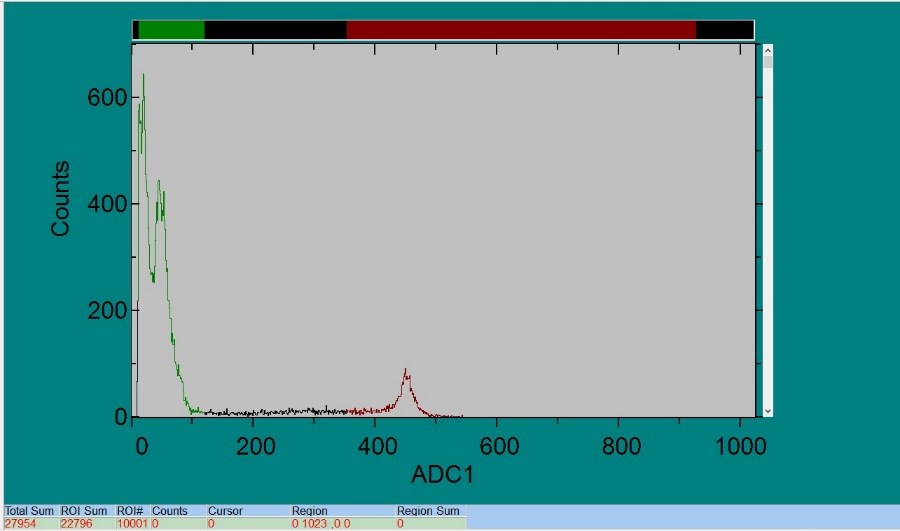 Counts
600
400
200
0
0 200 400 600 800 1000
ADC1
Total Sum ROI Sum ROI# Counts Cursor Region Region Sum
27954 22796 10001 0 0 0 1023 ,0 0 0